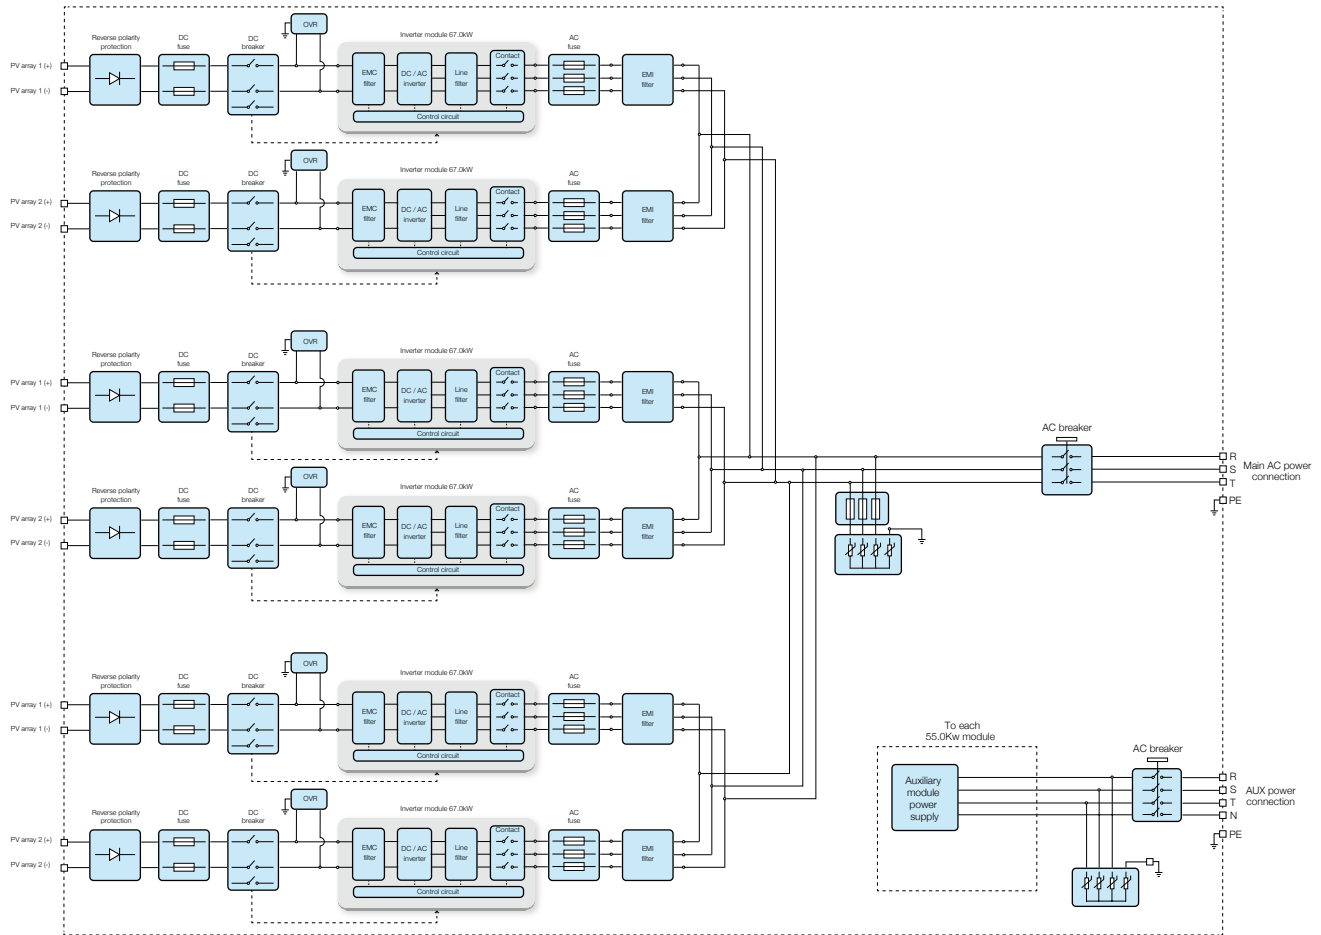 OVR
Inverter module 67.0kW
Reverse polarity
protection
DC
fuse
DC
breaker
AC
fuse
PV array 1 (+)
PV array 1 (-)
EMC
filter
DC / AC
inverter
Line
filter
Contact
EMI
filter
Control circuit
OVR
Inverter module 67.0kW
Reverse polarity
protection
DC
fuse
DC
breaker
AC
fuse
PV array 2 (+)
PV array 2 (-)
EMC
filter
DC / AC
inverter
Line
filter
Contact
EMI
filter
Control circuit
OVR
Inverter module 67.0kW
Reverse polarity
protection
DC
fuse
DC
breaker
AC
fuse
PV array 1 (+)
PV array 1 (-)
EMC
filter
DC / AC
inverter
Line
filter
Contact
EMI
filter
Control circuit
OVR
Inverter module 67.0kW
Reverse polarity
protection
DC
fuse
DC
breaker
AC
fuse
PV array 2 (+)
PV array 2 (-)
EMC
filter
DC / AC
inverter
Line
filter
Contact
EMI
filter
Control circuit
AC breaker
R
S
T
PE
Main AC power
connection
OVR
Inverter module 67.0kW
Reverse polarity
protection
DC
fuse
DC
breaker
AC
fuse
PV array 1 (+)
PV array 1 (-)
EMC
filter
DC / AC
inverter
Line
filter
Contact
EMI
filter
Control circuit
OVR
Inverter module 67.0kW
Reverse polarity
protection
DC
fuse
DC
breaker
AC
fuse
PV array 2 (+)
PV array 2 (-)
EMC
filter
DC / AC
inverter
Line
filter
Contact
EMI
filter
Control circuit
To each
55.0Kw module
Auxiliary
module
power
supply
AC breaker
R
S
T
N
PE
AUX power
connection